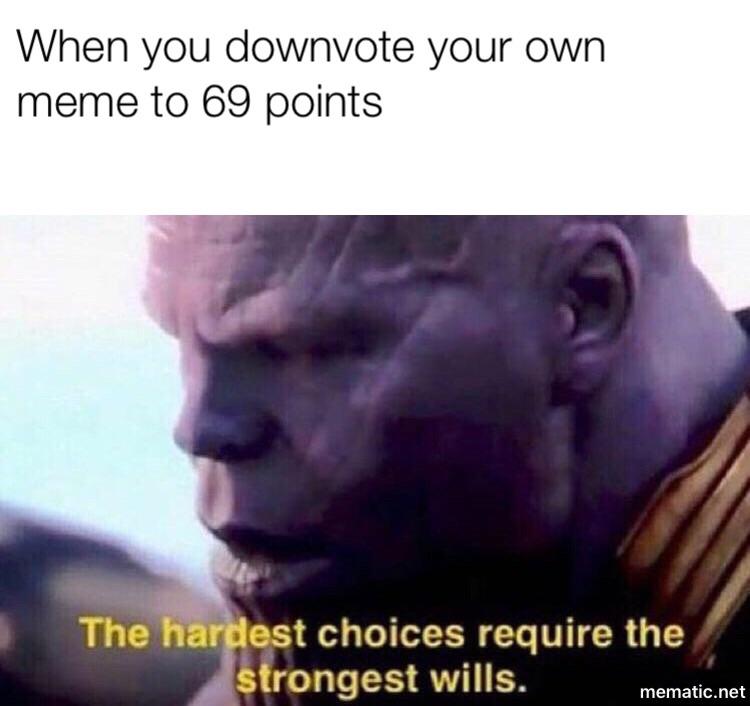 When you downvote your own
meme to 69 points
The hardest choices require the
strongest wills.
mematic.net